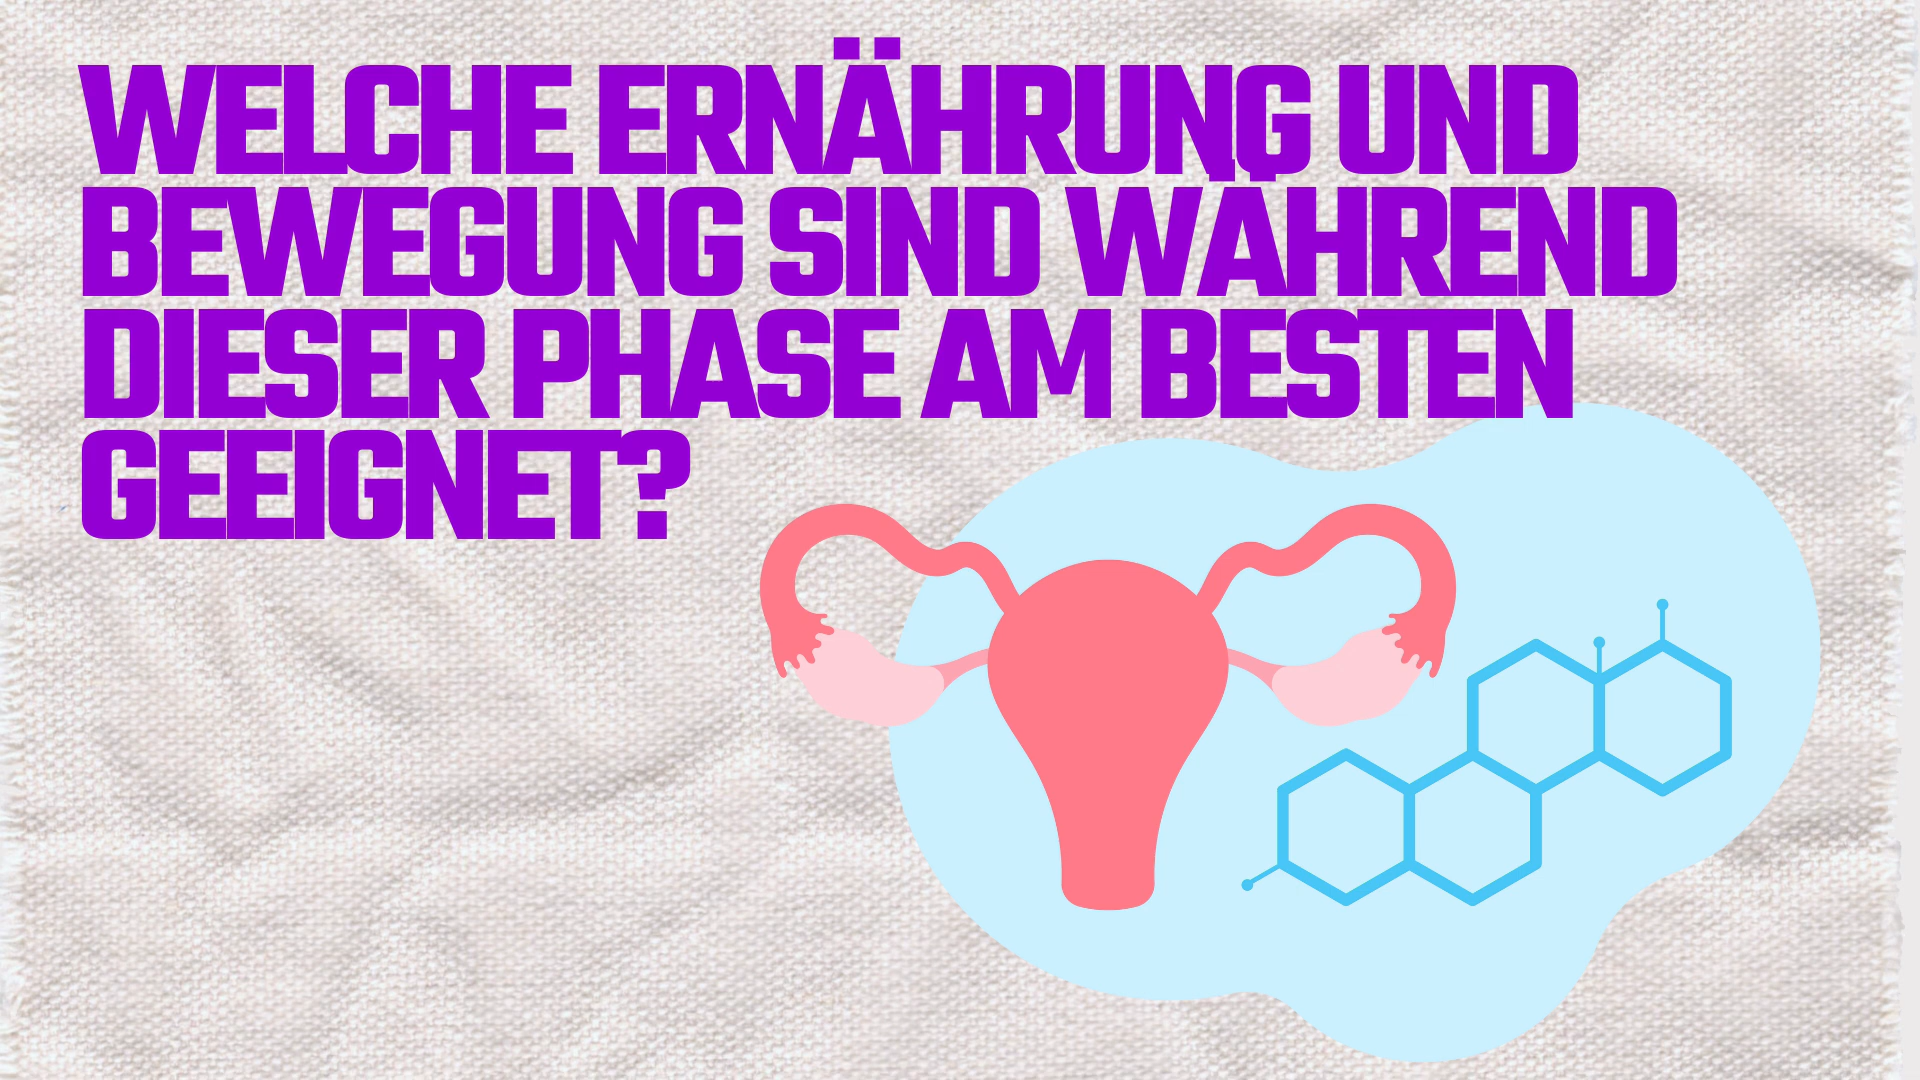 WELCHE ERNÄHRUNG UND
BEWEGUNG SIND WÄHREND
DIESER PHASE AM BESTEN
GEEIGNET?